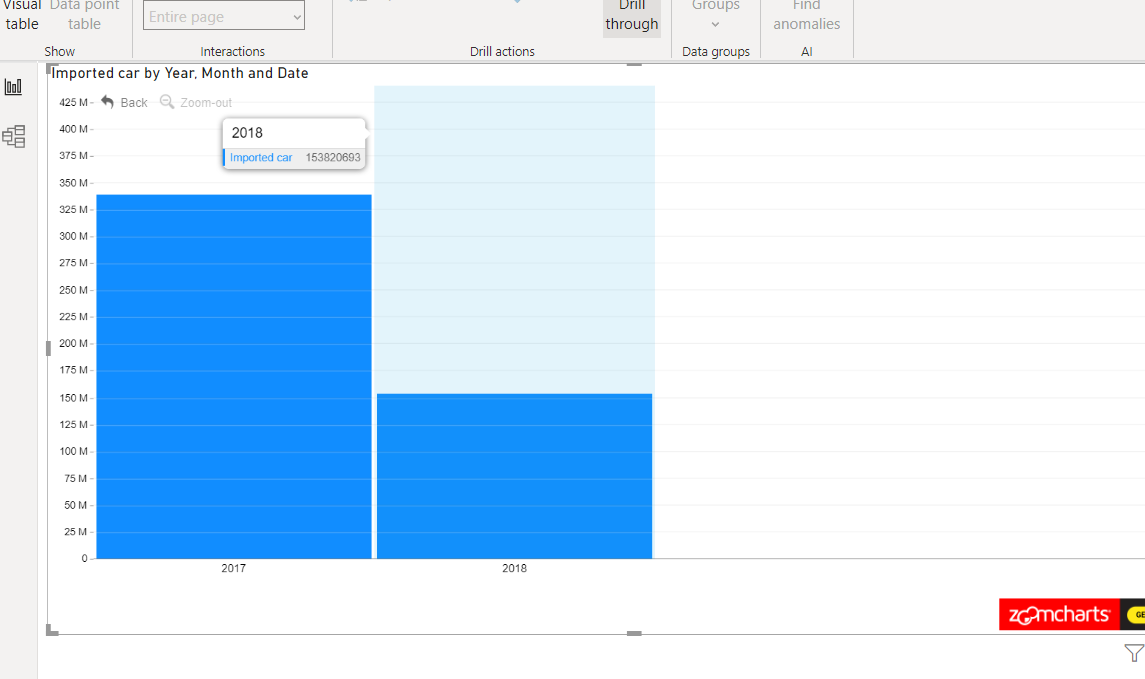 Visual
table
Data point
table
Show
Entire page
Interactions
Drill actions
Drill
through
Groups
Data groups
Find
anomalies
AI
Imported car by Year, Month and Date
Back Zoom-out
2018
Imported car 153820693
425 M
400 M
375 M
350 M
325 M
300 M
275 M
250 M
225 M
200 M
175 M
150 M
125 M
100 M
75 M
50 M
25 M
0
2017 2018
zoomcharts
GE